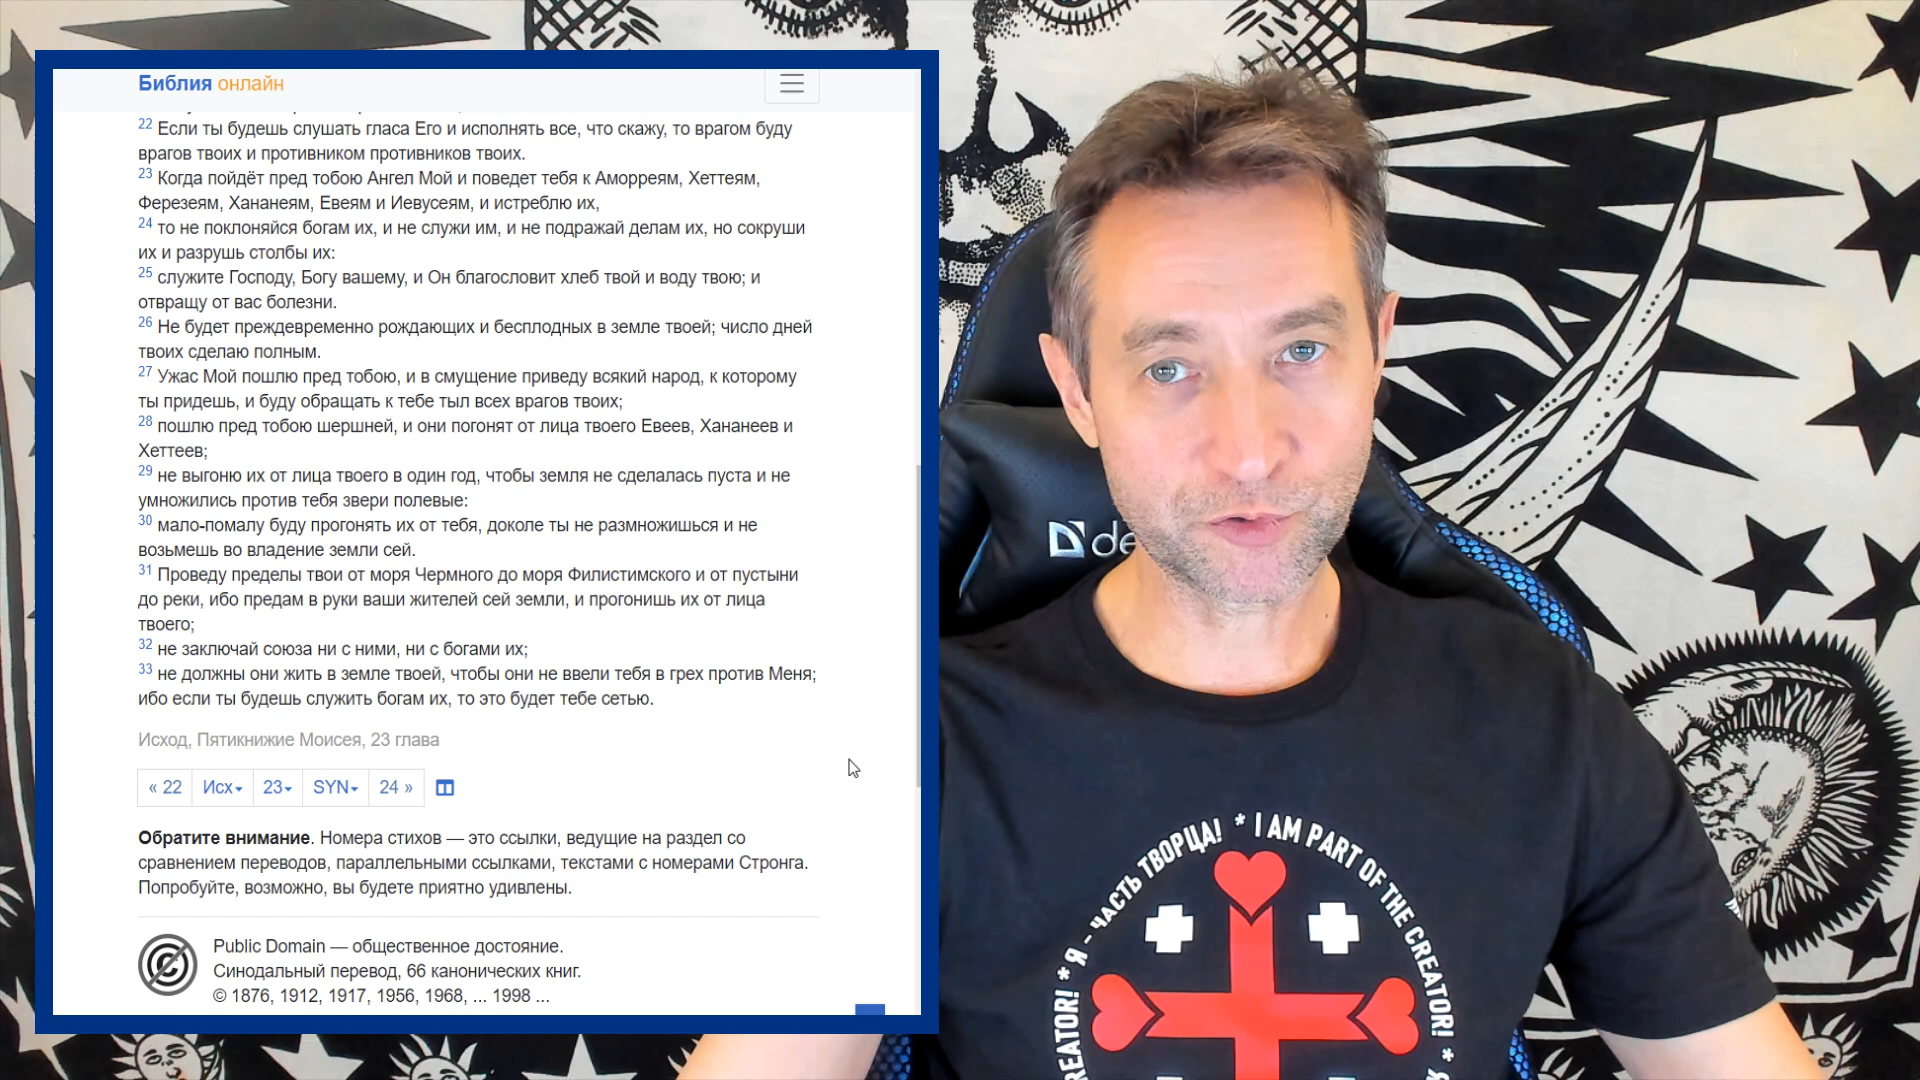 Библия онлайн
22 Если ты будешь слушать гласа Его и исполнять все, что скажу, то врагом буду
врагов твоих и противником противников твоих.
23 Когда пойдёт пред тобою Ангел Мой и поведет тебя к Аморреям, Хеттеям,
Ферезеям, Хананеям, Евеям и Иевусеям, и истреблю их,
24 то не поклоняйся богам их, и не служи им, и не подражай делам их, но сокруши
их и разрушь столбы их:
25 служите Господу, Богу вашему, и Он благословит хлеб твой и воду твою; и
отвращу от вас болезни.
26 Не будет преждевременно рождающих и бесплодных в земле твоей; число дней
твоих сделаю полным.
27 Ужас Мой пошлю пред тобою, и в смущение приведу всякий народ, к которому
ты придешь, и буду обращать к тебе тыл всех врагов твоих;
28 пошлю пред тобою шершней, и они погонят от лица твоего Евеев, Хананеев и
Хеттеев;
29 не выгоню их от лица твоего в один год, чтобы земля не сделалась пуста и не
умножились против тебя звери полевые:
30 мало-помалу буду прогонять их от тебя, доколе ты не размножишься и не
возьмешь во владение земли сей.
31 Проведу пределы твои от моря Чермного до моря Филистимского и от пустыни
до реки, ибо предам в руки ваши жителей сей земли, и прогонишь их от лица
твоего;
32 не заключай союза ни с ними, ни с богами их;
33 не должны они жить в земле твоей, чтобы они не ввели тебя в грех против Меня;
ибо если ты будешь служить богам их, то это будет тебе сетью.
Исход, Пятикнижие Моисея, 23 глава
« 22 Исх 23 SYN 24 »
Обратите внимание. Номера стихов — это ссылки, ведущие на раздел со
сравнением переводов, параллельными ссылками, текстами с номерами Стронга.
Попробуйте, возможно, вы будете приятно удивлены.
Public Domain — общественное достояние.
Синодальный перевод, 66 канонических книг.
© 1876, 1912, 1917, 1956, 1968, ... 1998 ...
de
* Я - ЧАСТЬ ТВОРЦА! * I AM PART OF THE CREATOR! *